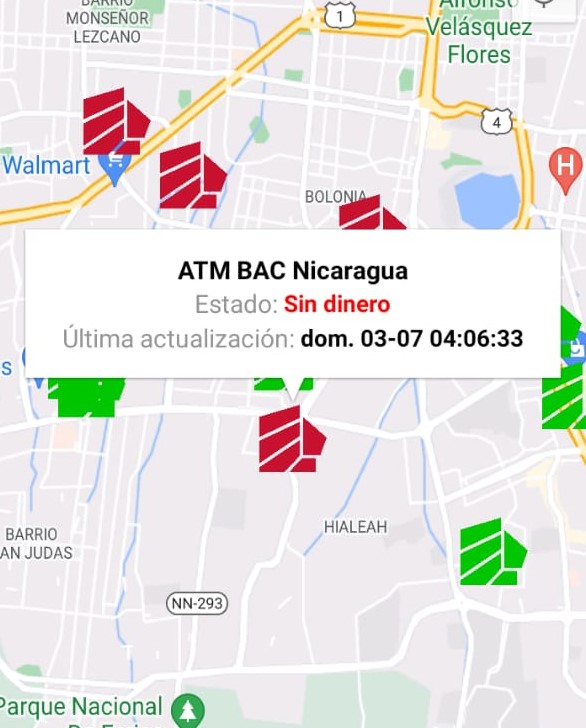 BARRIO
MONSEÑOR
LEZCANO
1
Velásquez
Flores
4
Walmart
H
BOLONIA
ATM BAC Nicaragua
Estado: Sin dinero
Última actualización: dom. 03-07 04:06:33
s
HIALEAH
BARRIO
AN JUDAS
NN-293
Parque Nacional